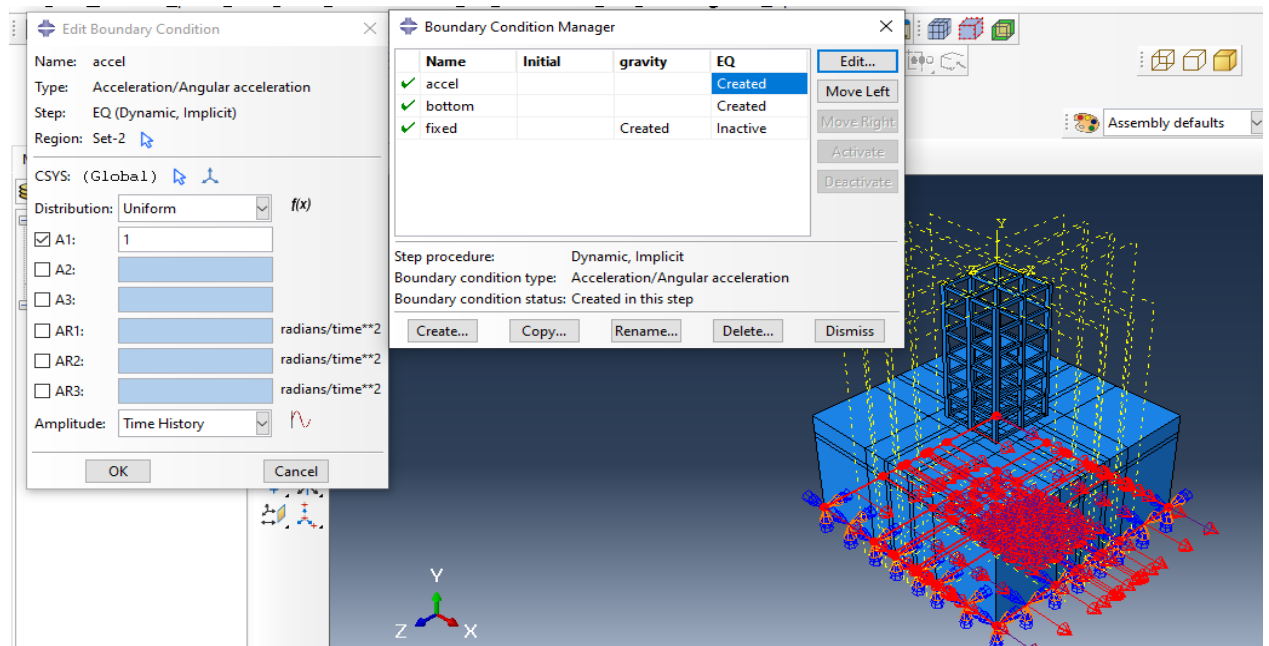 Edit Boundary Condition
Name: accel
Type: Acceleration/Angular acceleration
Step: EQ (Dynamic, Implicit)
Region: Set-2
CSYS: (Global)
Distribution: Uniform f(x)
A1: 1
A2:
A3:
AR1: radians/time**2
AR2: radians/time**2
AR3: radians/time**2
Amplitude: Time History
OK Cancel
Boundary Condition Manager
Name Initial gravity EQ
accel Created
bottom Created
fixed Created Inactive
Edit...
Move Left
Move Right
Activate
Deactivate
Step procedure: Dynamic, Implicit
Boundary condition type: Acceleration/Angular acceleration
Boundary condition status: Created in this step
Create... Copy... Rename... Delete... Dismiss
Assembly defaults
Y
Y
Z X